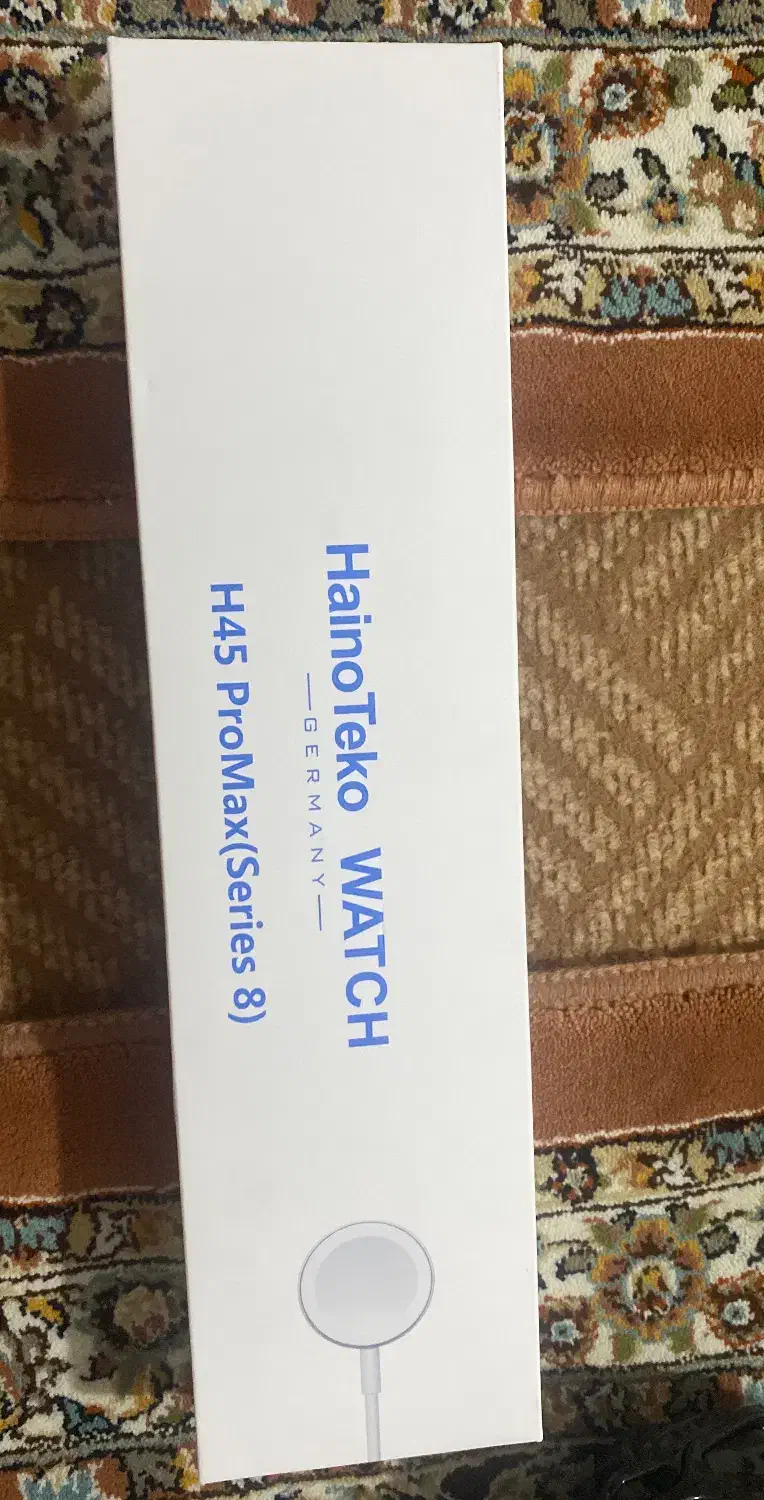 HainoTeko WATCH
GERMANY
H45 ProMax(Series 8)